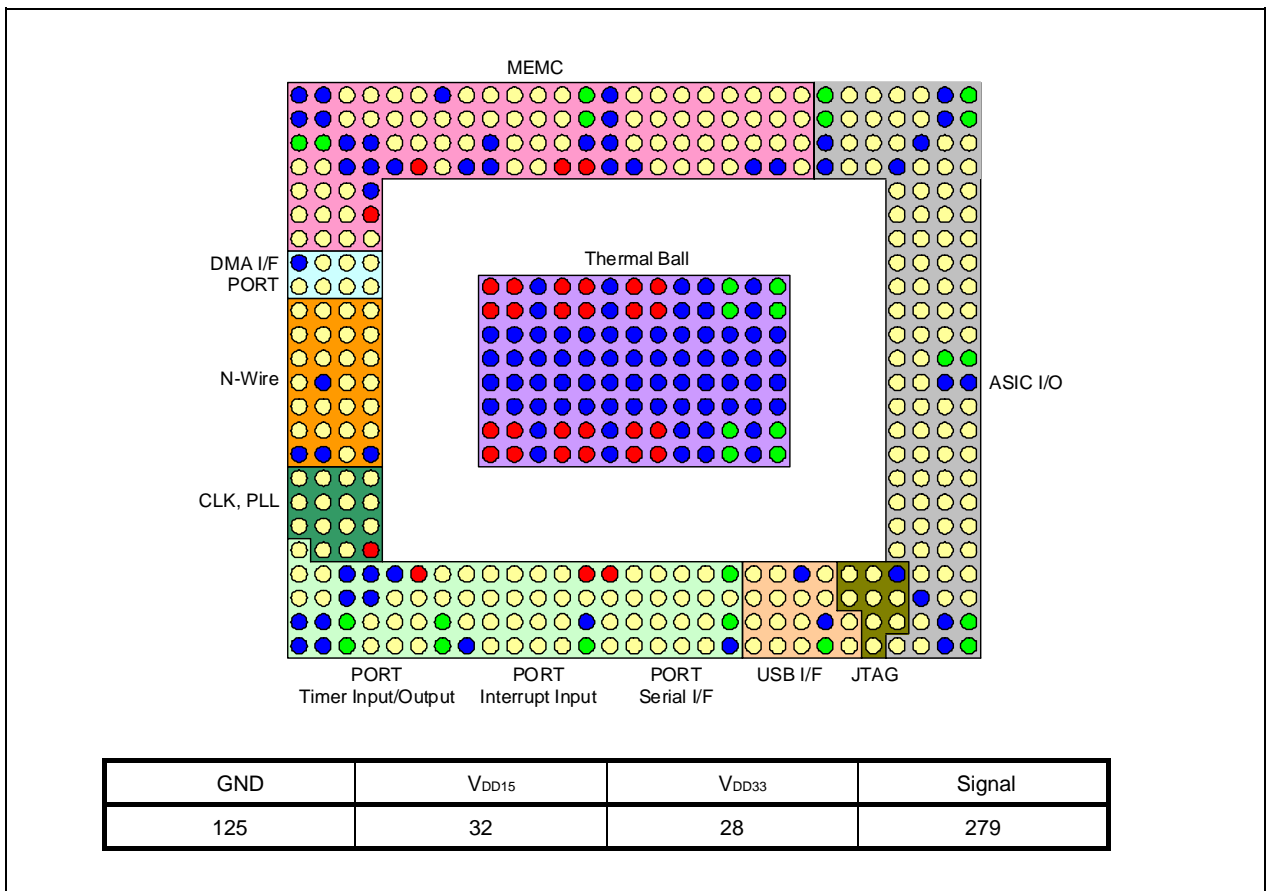 MEMC
DMA I/F
PORT
Thermal Ball
N-Wire
ASIC I/O
CLK, PLL
PORT
Timer Input/Output
PORT
Interrupt Input
PORT
Serial I/F
USB I/F
JTAG
GND VDD15 VDD33 Signal
125 32 28 279